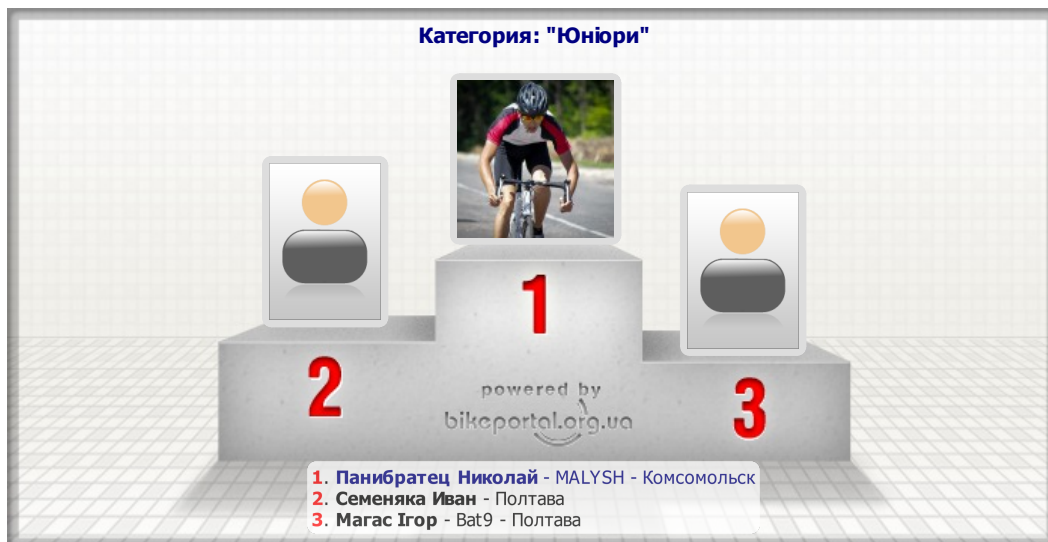 Категория: "Юніори"
1
2
3
powered by
bikeportal.org.ua
1. Панибратец Николай - MALYSH - Комсомольск
2. Семеняка Иван - Полтава
3. Магас Ігор - Bat9 - Полтава